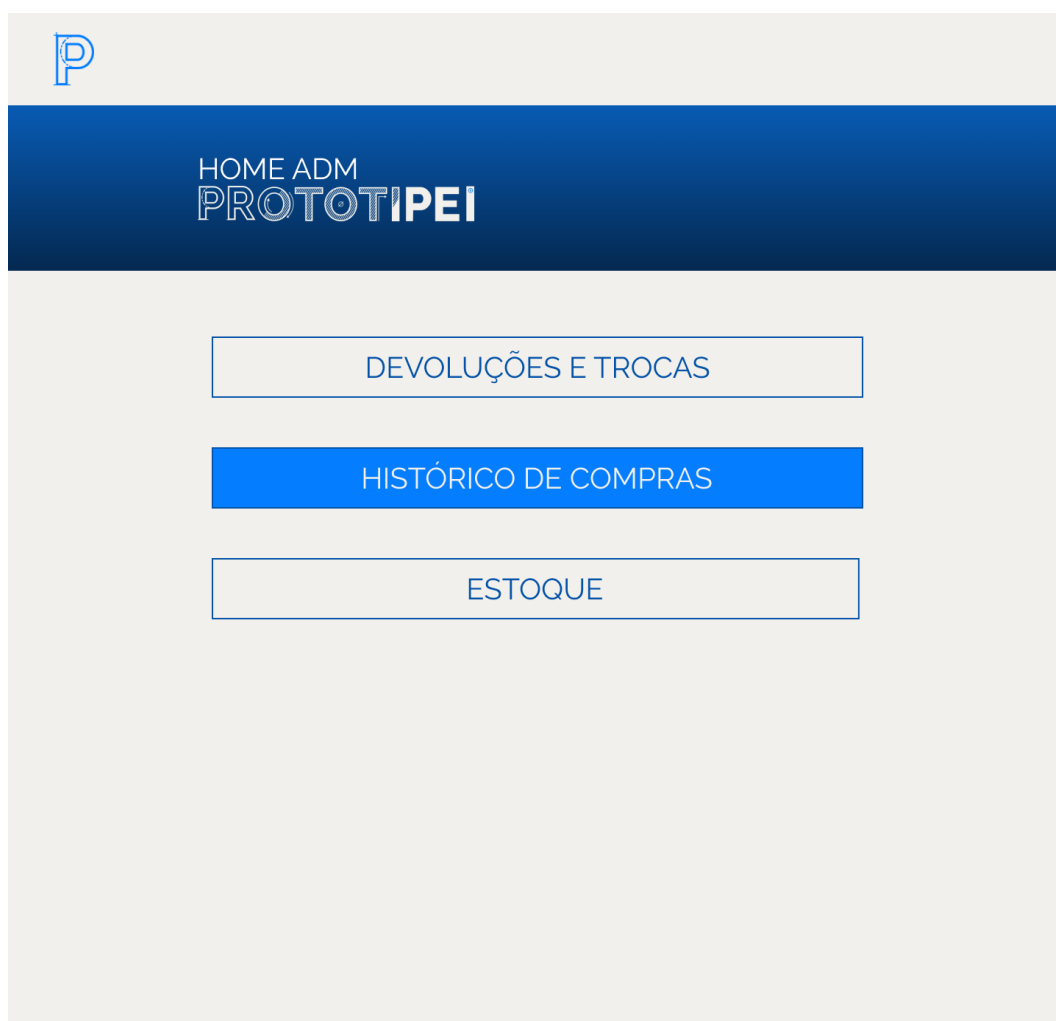 P
HOME ADM
PROTOTIPEI
DEVOLUÇÕES E TROCAS
HISTÓRICO DE COMPRAS
ESTOQUE